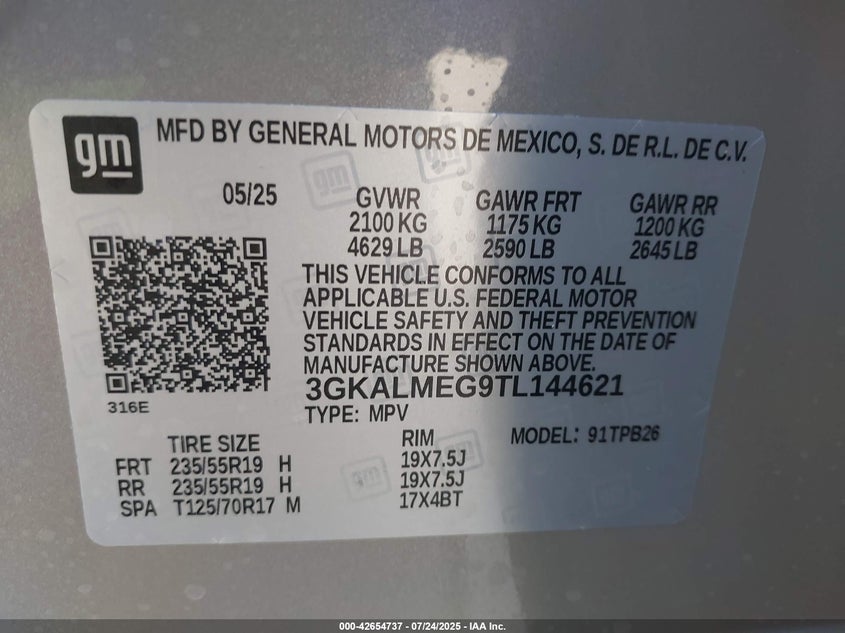 gm MFD BY GENERAL MOTORS DE MEXICO, S. DE R.L. DE C.V.
05/25 GVWR GAWR FRT GAWR RR
2100 KG 1175 KG 1200 KG
4629 LB 2590 LB 2645 LB
THIS VEHICLE CONFORMS TO ALL
APPLICABLE U.S. FEDERAL MOTOR
VEHICLE SAFETY AND THEFT PREVENTION
STANDARDS IN EFFECT ON THE DATE OF
MANUFACTURE SHOWN ABOVE.
3GKALMEG9TL144621
316E
TYPE: MPV
TIRE SIZE RIM MODEL: 91TPB26
FRT 235/55R19 H 19X7.5J
RR 235/55R19 H 19X7.5J
SPA T125/70R17 M 17X4BT
000-42654737 - 07/24/2025 - IAA Inc.